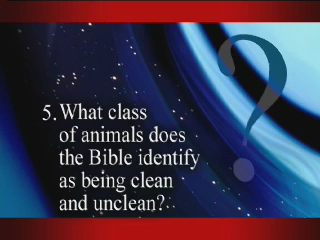 5. What class
of animals does
the Bible identify
as being clean
and unclean?
?